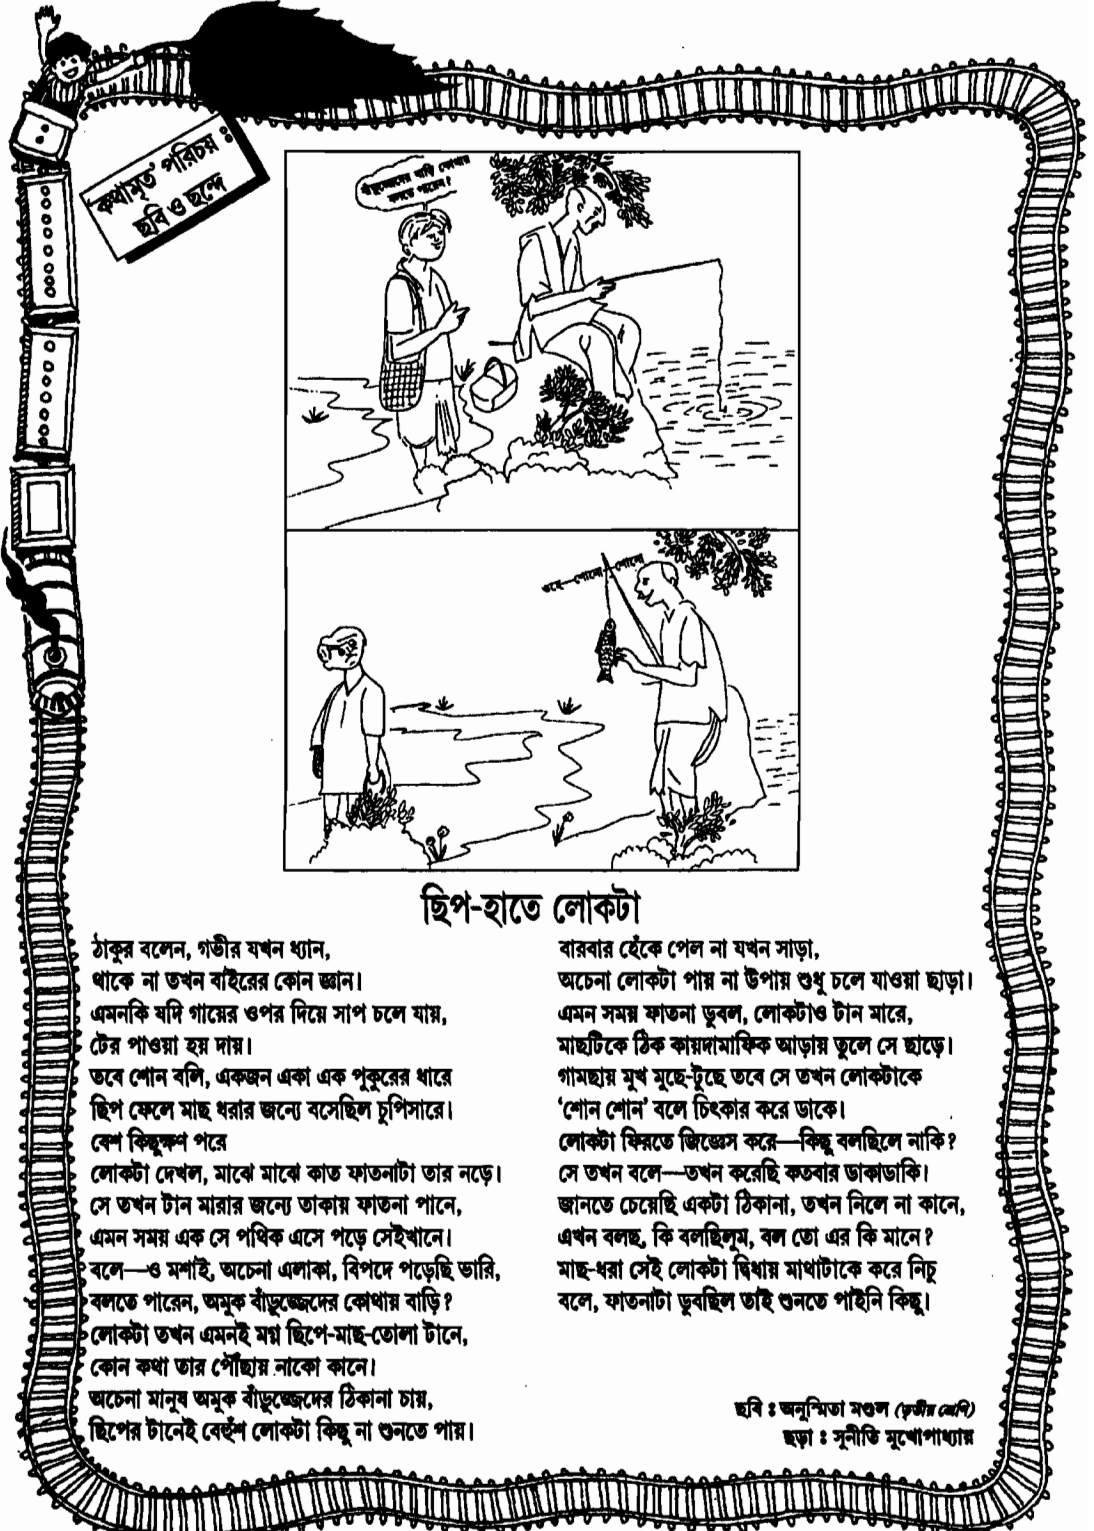 'কথামৃত' পরিচয় :
ছবি ও ছন্দে
বাঁড়ুজ্জেদের বাড়ি কোথায়
বলতে পারেন।
ওহে—শোনো শোনো
ছিপ-হাতে লোকটা
ঠাকুর বলেন, গভীর যখন ধ্যান,
থাকে না তখন বাইরের কোন জ্ঞান।
এমনকি যদি গায়ের ওপর দিয়ে সাপ চলে যায়,
টের পাওয়া হয় দায়।
তবে শোন বলি, একজন একা এক পুকুরের ধারে
ছিপ ফেলে মাছ ধরার জন্যে বসেছিল চুপিসারে।
বেশ কিছুক্ষণ পরে
লোকটা দেখল, মাঝে মাঝে কাত ফাতনাটা তার নড়ে।
সে তখন টান মারার জন্যে তাকায় ফাতনা পানে,
এমন সময় এক সে পথিক এসে পড়ে সেইখানে।
বলে—ও মশাই, অচেনা এলাকা, বিপদে পড়েছি ভারি,
বলতে পারেন, অমুক বাঁড়ুজ্জেদের কোথায় বাড়ি?
লোকটা তখন এমনই মগ্ন ছিপে-মাছ-তোলা টানে,
কোন কথা তার পৌঁছায় নাকো কানে।
অচেনা মানুষ অমুক বাঁড়ুজ্জেদের ঠিকানা চায়,
ছিপের টানেই বেহুঁশ লোকটা কিছু না শুনতে পায়।
বারবার হেঁকে পেল না যখন সাড়া,
অচেনা লোকটা পায় না উপায় শুধু চলে যাওয়া ছাড়া।
এমন সময় ফাতনা ডুবল, লোকটাও টান মারে,
মাছটিকে ঠিক কায়দামাফিক আড়ায় তুলে সে ছাড়ে।
গামছায় মুখ মুছে-টুছে তবে সে তখন লোকটাকে
'শোন শোন' বলে চিৎকার করে ডাকে।
লোকটা ফিরতে জিজ্ঞেস করে—কিছু বলছিলে নাকি?
সে তখন বলে—তখন করেছি কতবার ডাকাডাকি।
জানতে চেয়েছি একটা ঠিকানা, তখন নিলে না কানে,
এখন বলছ, কি বলছিলুম, বল তো এর কি মানে?
মাছ-ধরা সেই লোকটা দ্বিধায় মাথাটাকে করে নিচু
বলে, ফাতনাটা ডুবছিল তাই শুনতে পাইনি কিছু।
ছবি : অনুস্মিতা মণ্ডল (তৃতীয় শ্রেণি)
ছড়া : সুনীতি মুখোপাধ্যায়